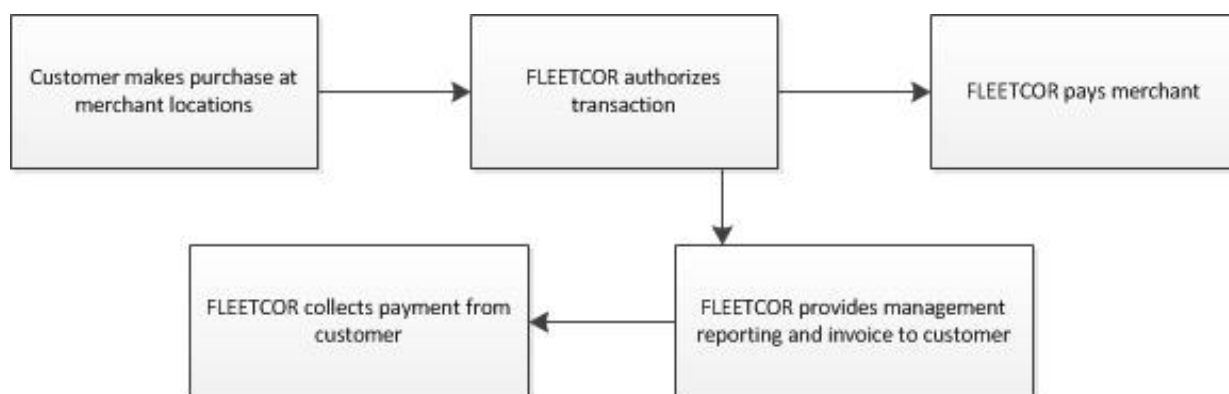 Customer makes purchase at
merchant locations
FLEETCOR authorizes
transaction
FLEETCOR pays merchant
FLEETCOR collects payment from
customer
FLEETCOR provides management
reporting and invoice to customer